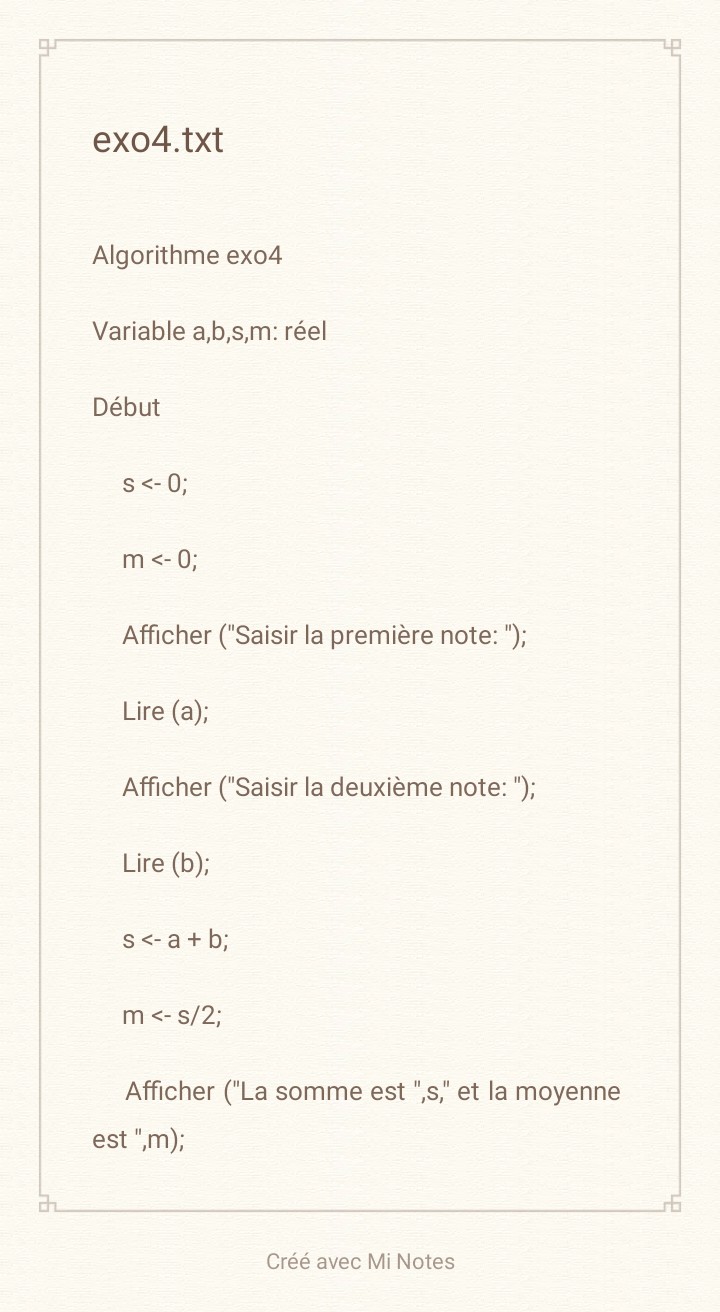 exo4.txt
Algorithme exo4
Variable a,b,s,m: réel
Début
s <- 0;
m <- 0;
Afficher ("Saisir la première note: ");
Lire (a);
Afficher ("Saisir la deuxième note: ");
Lire (b);
s <- a + b;
m <- s/2;
Afficher ("La somme est ",s," et la moyenne
est ",m);
Créé avec Mi Notes